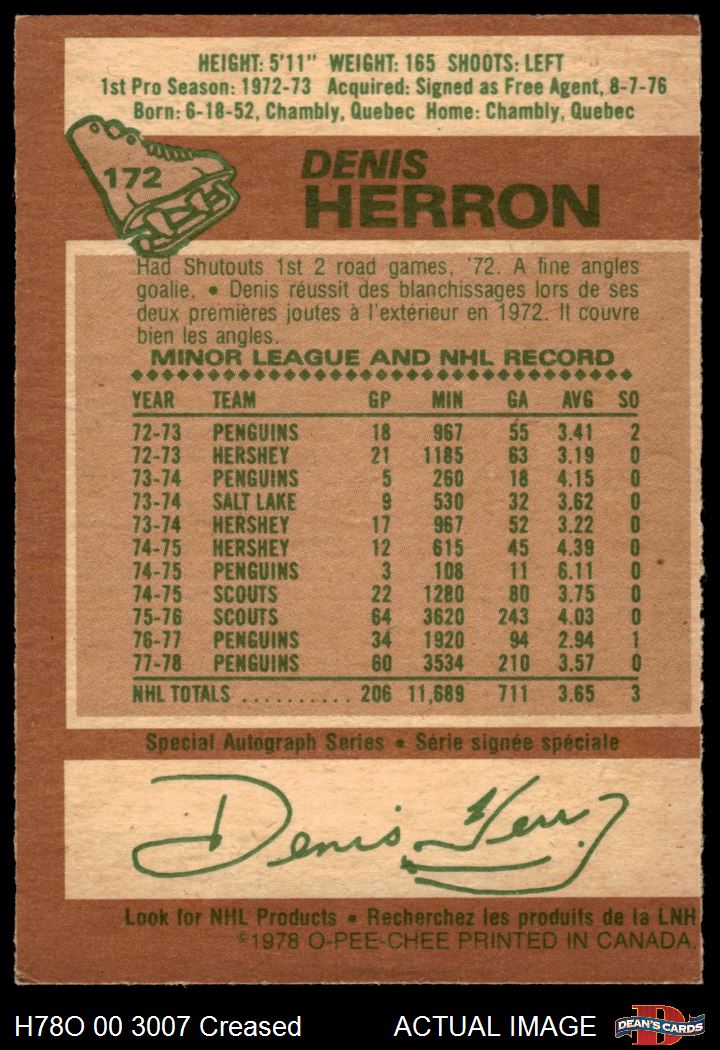 HEIGHT: 5'11" WEIGHT: 165 SHOOTS: LEFT
1st Pro Season: 1972-73 Acquired: Signed as Free Agent, 8-7-76
Born: 6-18-52, Chambly, Quebec Home: Chambly, Quebec
172
DENIS
HERRON
Had Shutouts 1st 2 road games, '72. A fine angles
goalie. • Denis réussit des blanchissages lors de ses
deux premières joutes à l'extérieur en 1972. Il couvre
bien les angles.
MINOR LEAGUE AND NHL RECORD
YEAR TEAM GP MIN GA AVG SO
72-73 PENGUINS 18 967 55 3.41 2
72-73 HERSHEY 21 1185 63 3.19 0
73-74 PENGUINS 5 260 18 4.15 0
73-74 SALT LAKE 9 530 32 3.62 0
73-74 HERSHEY 17 967 52 3.22 0
74-75 HERSHEY 12 615 45 4.39 0
74-75 PENGUINS 3 108 11 6.11 0
74-75 SCOUTS 22 1280 80 3.75 0
75-76 SCOUTS 64 3620 243 4.03 0
76-77 PENGUINS 34 1920 94 2.94 1
77-78 PENGUINS 60 3534 210 3.57 0
NHL TOTALS .......... 206 11,689 711 3.65 3
Special Autograph Series • Série signée spéciale
Denis Herron
Look for NHL Products • Recherchez les produits de la LNH
©1978 O-PEE-CHEE PRINTED IN CANADA.
H78O 00 3007 Creased ACTUAL IMAGE DEAN'S CARDS